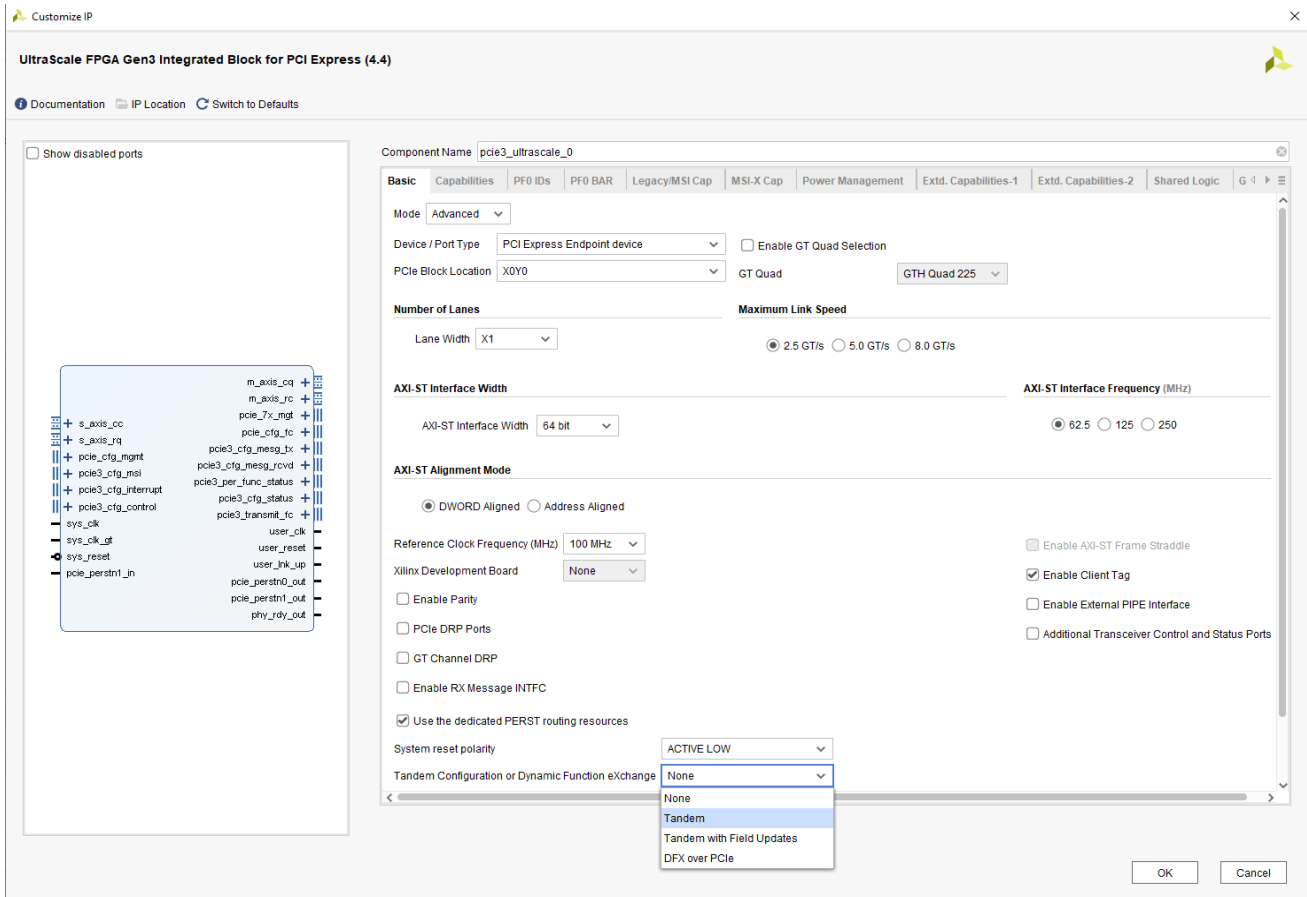 Customize IP
UltraScale FPGA Gen3 Integrated Block for PCI Express (4.4)
Documentation IP Location Switch to Defaults
Show disabled ports
m_axis_cq
m_axis_rc
pcie_7x_mgt
s_axis_cc
pcie_cfg_fc
s_axis_rq
pcie3_cfg_mesg_tx
pcie_cfg_mgmt
pcie3_cfg_mesg_rcvd
pcie3_cfg_msi
pcie3_per_func_status
pcie3_cfg_interrupt
pcie3_cfg_status
pcie3_cfg_control
pcie3_transmit_fc
sys_clk
user_clk
sys_clk_gt
user_reset
sys_reset
user_lnk_up
pcie_perstn1_in
pcie_perstn0_out
pcie_perstn1_out
phy_rdy_out
Component Name pcie3_ultrascale_0
Basic Capabilities PF0 IDs PF0 BAR Legacy/MSI Cap MSI-X Cap Power Management Extd. Capabilities-1 Extd. Capabilities-2 Shared Logic G
Mode Advanced
Device / Port Type PCI Express Endpoint device Enable GT Quad Selection
PCIe Block Location X0Y0 GT Quad GTH Quad 225
Number of Lanes Maximum Link Speed
Lane Width X1 2.5 GT/s 5.0 GT/s 8.0 GT/s
AXI-ST Interface Width AXI-ST Interface Frequency (MHz)
AXI-ST Interface Width 64 bit 62.5 125 250
AXI-ST Alignment Mode
DWORD Aligned Address Aligned
Reference Clock Frequency (MHz) 100 MHz Enable AXI-ST Frame Straddle
Xilinx Development Board None Enable Client Tag
Enable Parity Enable External PIPE Interface
PCIe DRP Ports Additional Transceiver Control and Status Ports
GT Channel DRP
Enable RX Message INTFC
Use the dedicated PERST routing resources
System reset polarity ACTIVE LOW
Tandem Configuration or Dynamic Function eXchange None
None
Tandem
Tandem with Field Updates
DFX over PCIe
OK Cancel